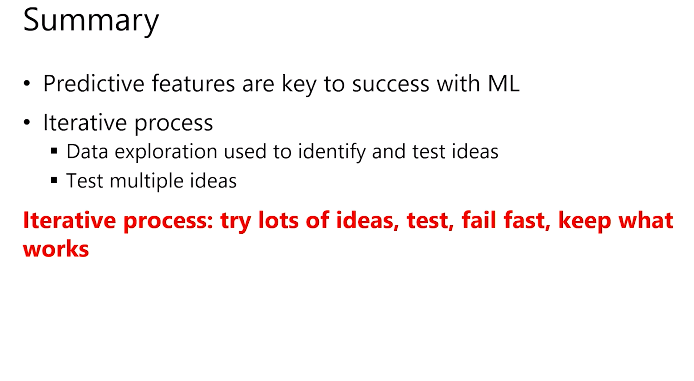 Summary
• Predictive features are key to success with ML
• Iterative process
▪ Data exploration used to identify and test ideas
▪ Test multiple ideas
Iterative process: try lots of ideas, test, fail fast, keep what
works